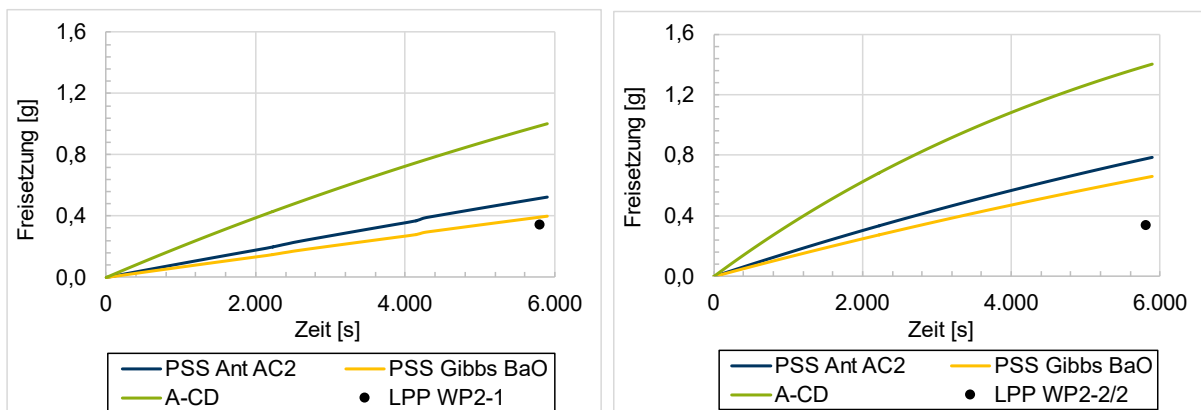 1,6
1,2
0,8
0,4
0,0
Freisetzung [g]
0 2.000 4.000 6.000
Zeit [s]
PSS Ant AC2 PSS Gibbs BaO
A-CD LPP WP2-1
1,6
1,2
0,8
0,4
0,0
Freisetzung [g]
0 2.000 4.000 6.000
Zeit [s]
PSS Ant AC2 PSS Gibbs BaO
A-CD LPP WP2-2/2